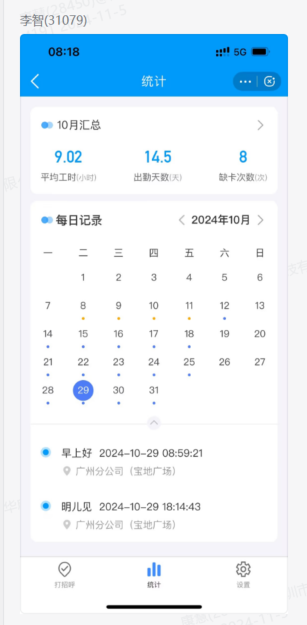 李智(31079)
08:18 5G
统计
10月汇总
9.02 14.5 8
平均工时(小时) 出勤天数(天) 缺卡次数(次)
每日记录 2024年10月
一 二 三 四 五 六 日
1 2 3 4 5 6
7 8 9 10 11 12 13
14 15 16 17 18 19 20
21 22 23 24 25 26 27
28 29 30 31
早上好 2024-10-29 08:59:21
广州分公司（宝地广场）
明儿见 2024-10-29 18:14:43
广州分公司（宝地广场）
打招呼 统计 设置